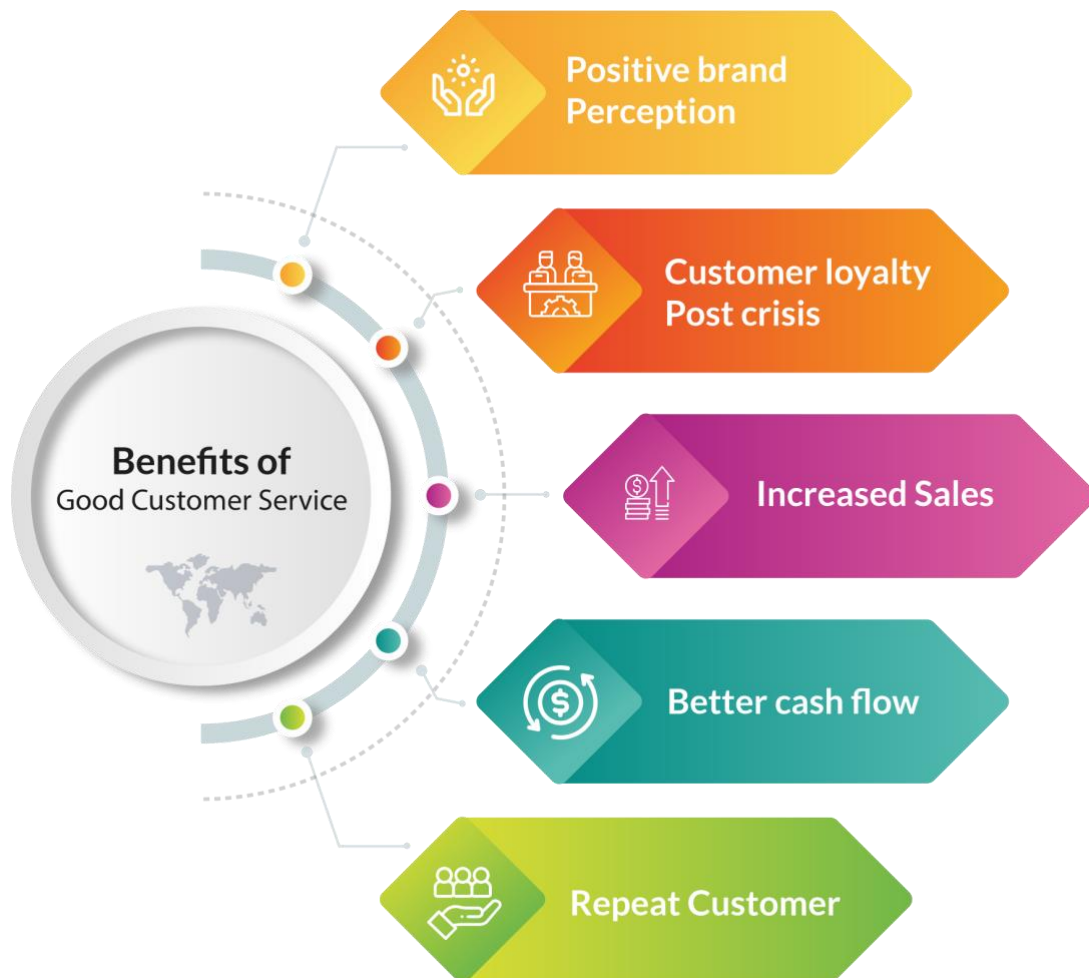 Positive brand
Perception
Customer loyalty
Post crisis
Benefits of
Good Customer Service
Increased Sales
Better cash flow
Repeat Customer